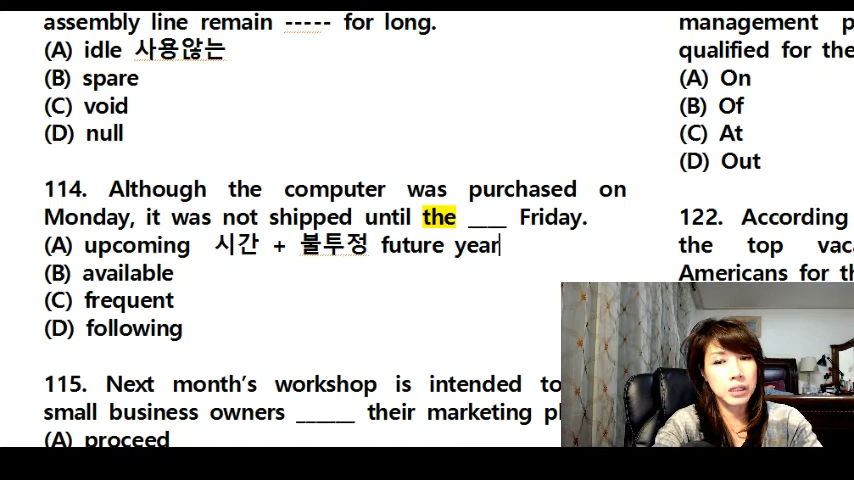 assembly line remain ----- for long.
(A) idle 사용않는
(B) spare
(C) void
(D) null
114. Although the computer was purchased on
Monday, it was not shipped until the ____ Friday.
(A) upcoming 시간 + 불투정 future year
(B) available
(C) frequent
(D) following
115. Next month's workshop is intended to
small business owners ______ their marketing
(A) proceed
management
qualified for the
(A) On
(B) Of
(C) At
(D) Out
122. According
the top
Americans for